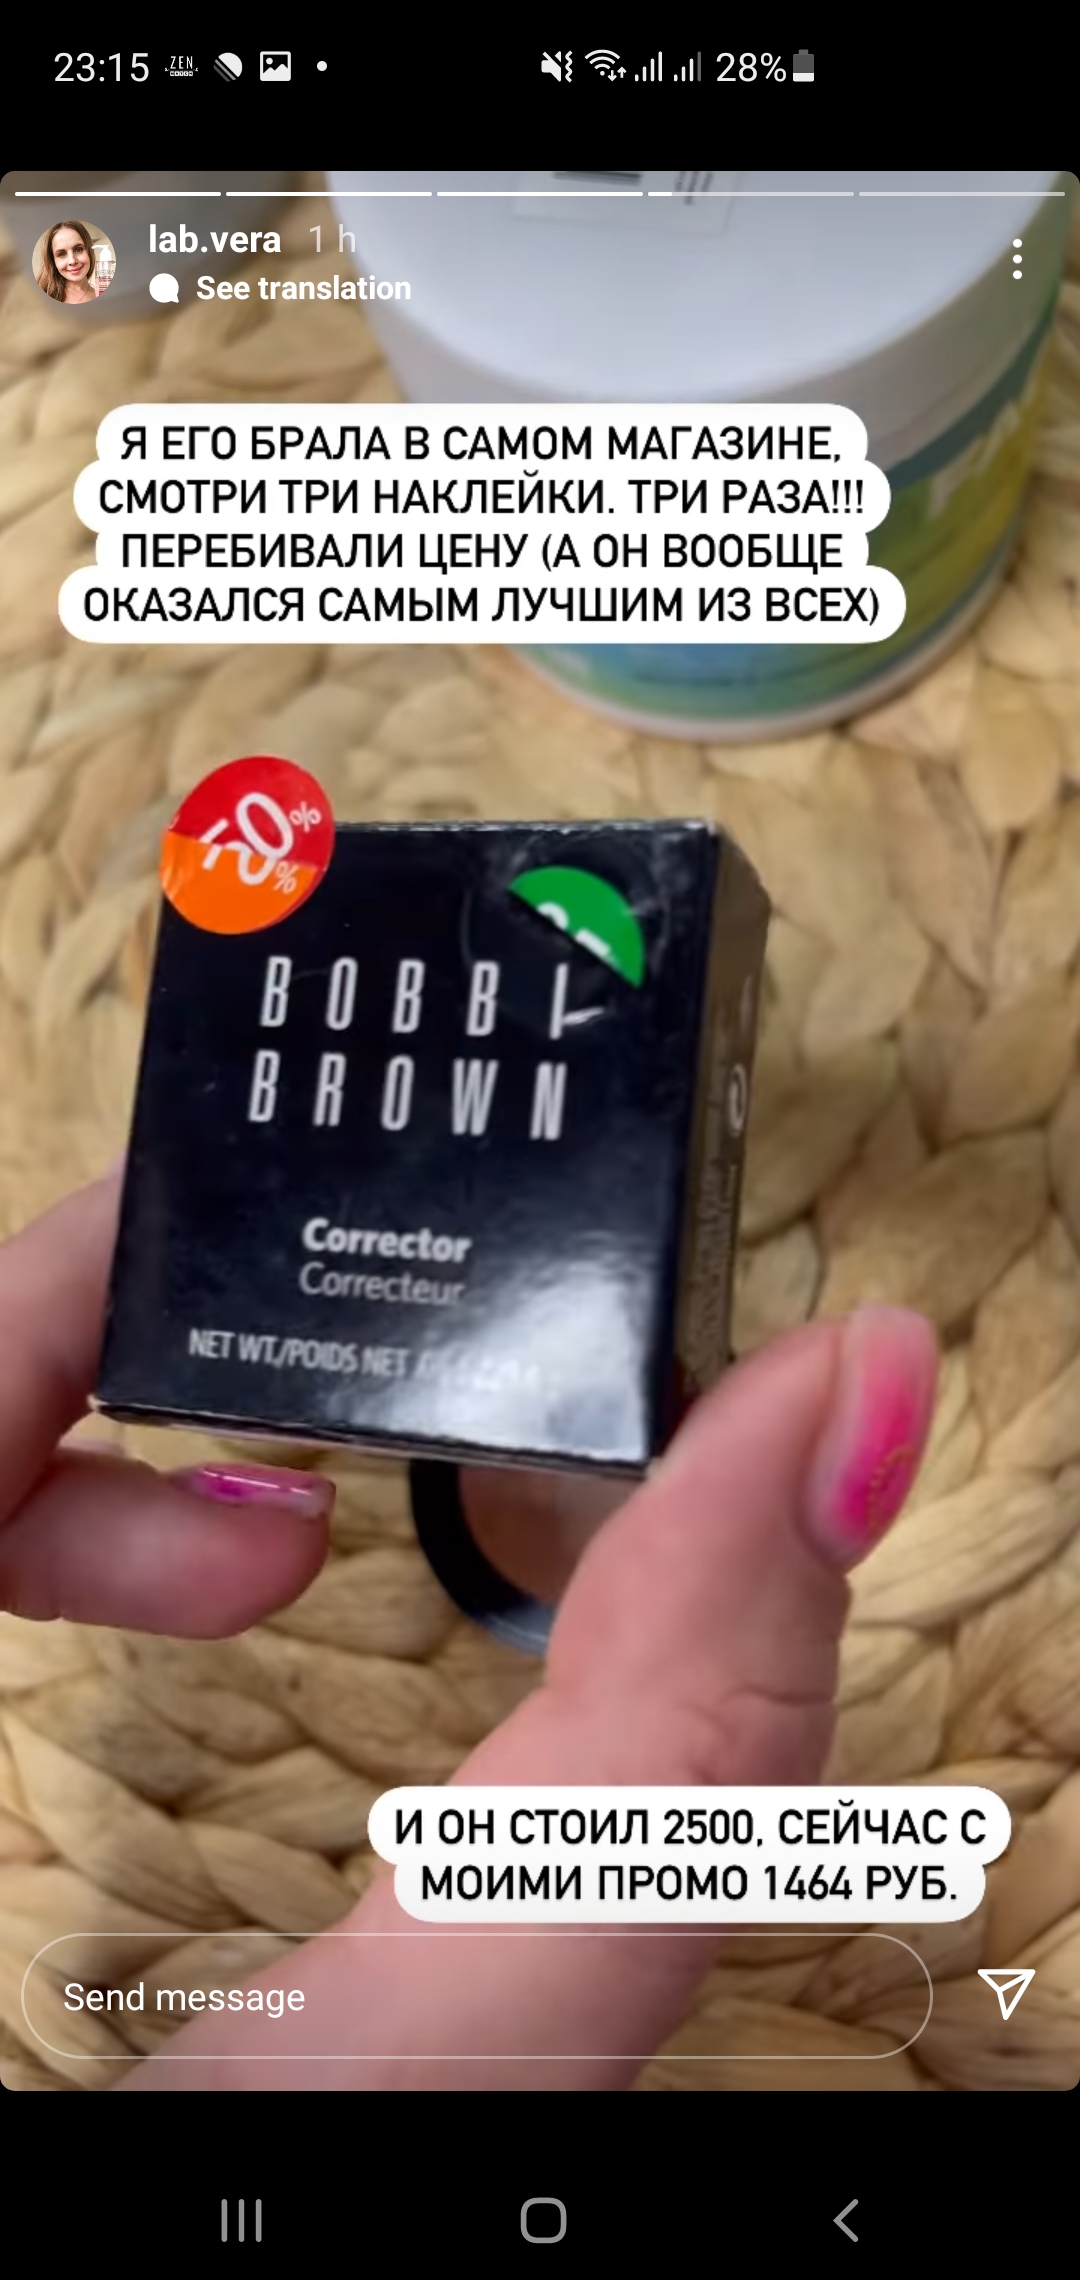 23:15 ZEN 28%
lab.vera 1 h
See translation
Я ЕГО БРАЛА В САМОМ МАГАЗИНЕ,
СМОТРИ ТРИ НАКЛЕЙКИ. ТРИ РАЗА!!!
ПЕРЕБИВАЛИ ЦЕНУ (А ОН ВООБЩЕ
ОКАЗАЛСЯ САМЫМ ЛУЧШИМ ИЗ ВСЕХ)
BOBBI
BROWN
Corrector
Correcteur
NET WT./POIDS NET
И ОН СТОИЛ 2500, СЕЙЧАС С
МОИМИ ПРОМО 1464 РУБ.
Send message